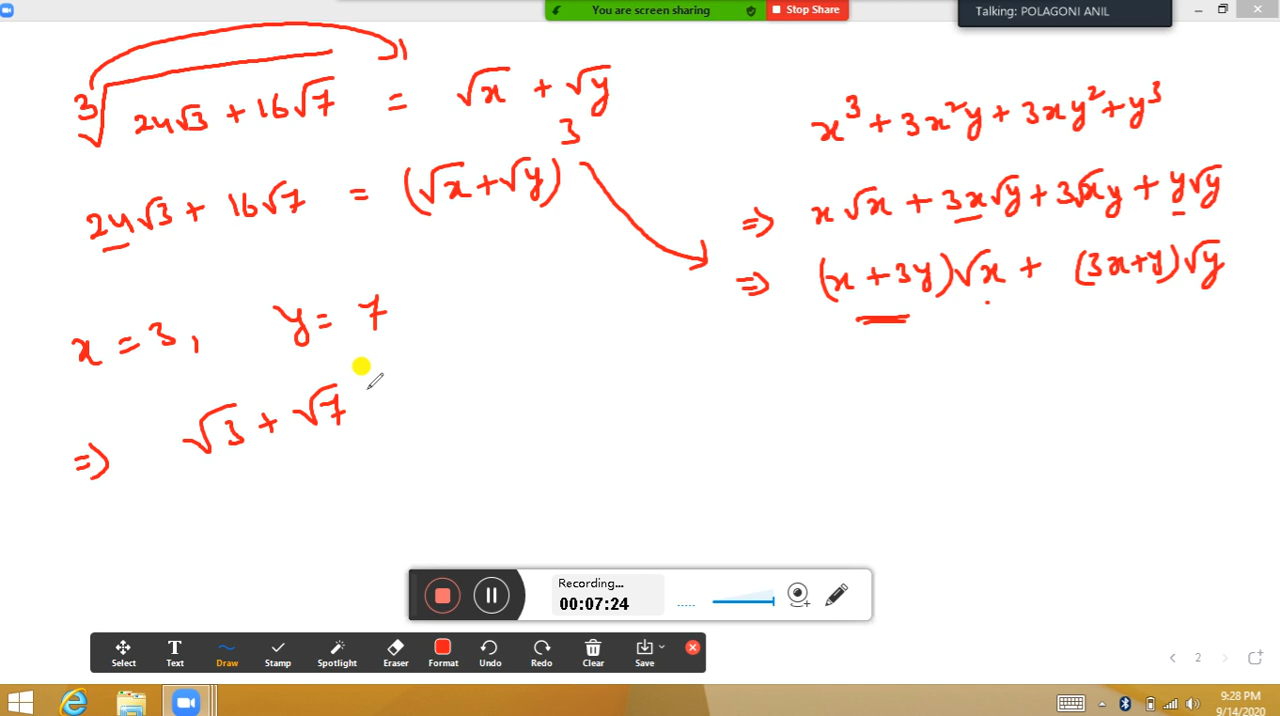 You are screen sharing
Stop Share
Talking: POLAGONI ANIL
∛(24√3 + 16√7) = √x + √y
24√3 + 16√7 = (√x + √y)³
x = 3, y = 7
⇒ √3 + √7
x³ + 3x²y + 3xy² + y³
⇒ x√x + 3x√y + 3√xy + y√y
⇒ (x + 3y)√x + (3x+y)√y
Recording...
00:07:24
Select Text Draw Stamp Spotlight Eraser Format Undo Redo Clear Save
2
9:28 PM
9/14/2020